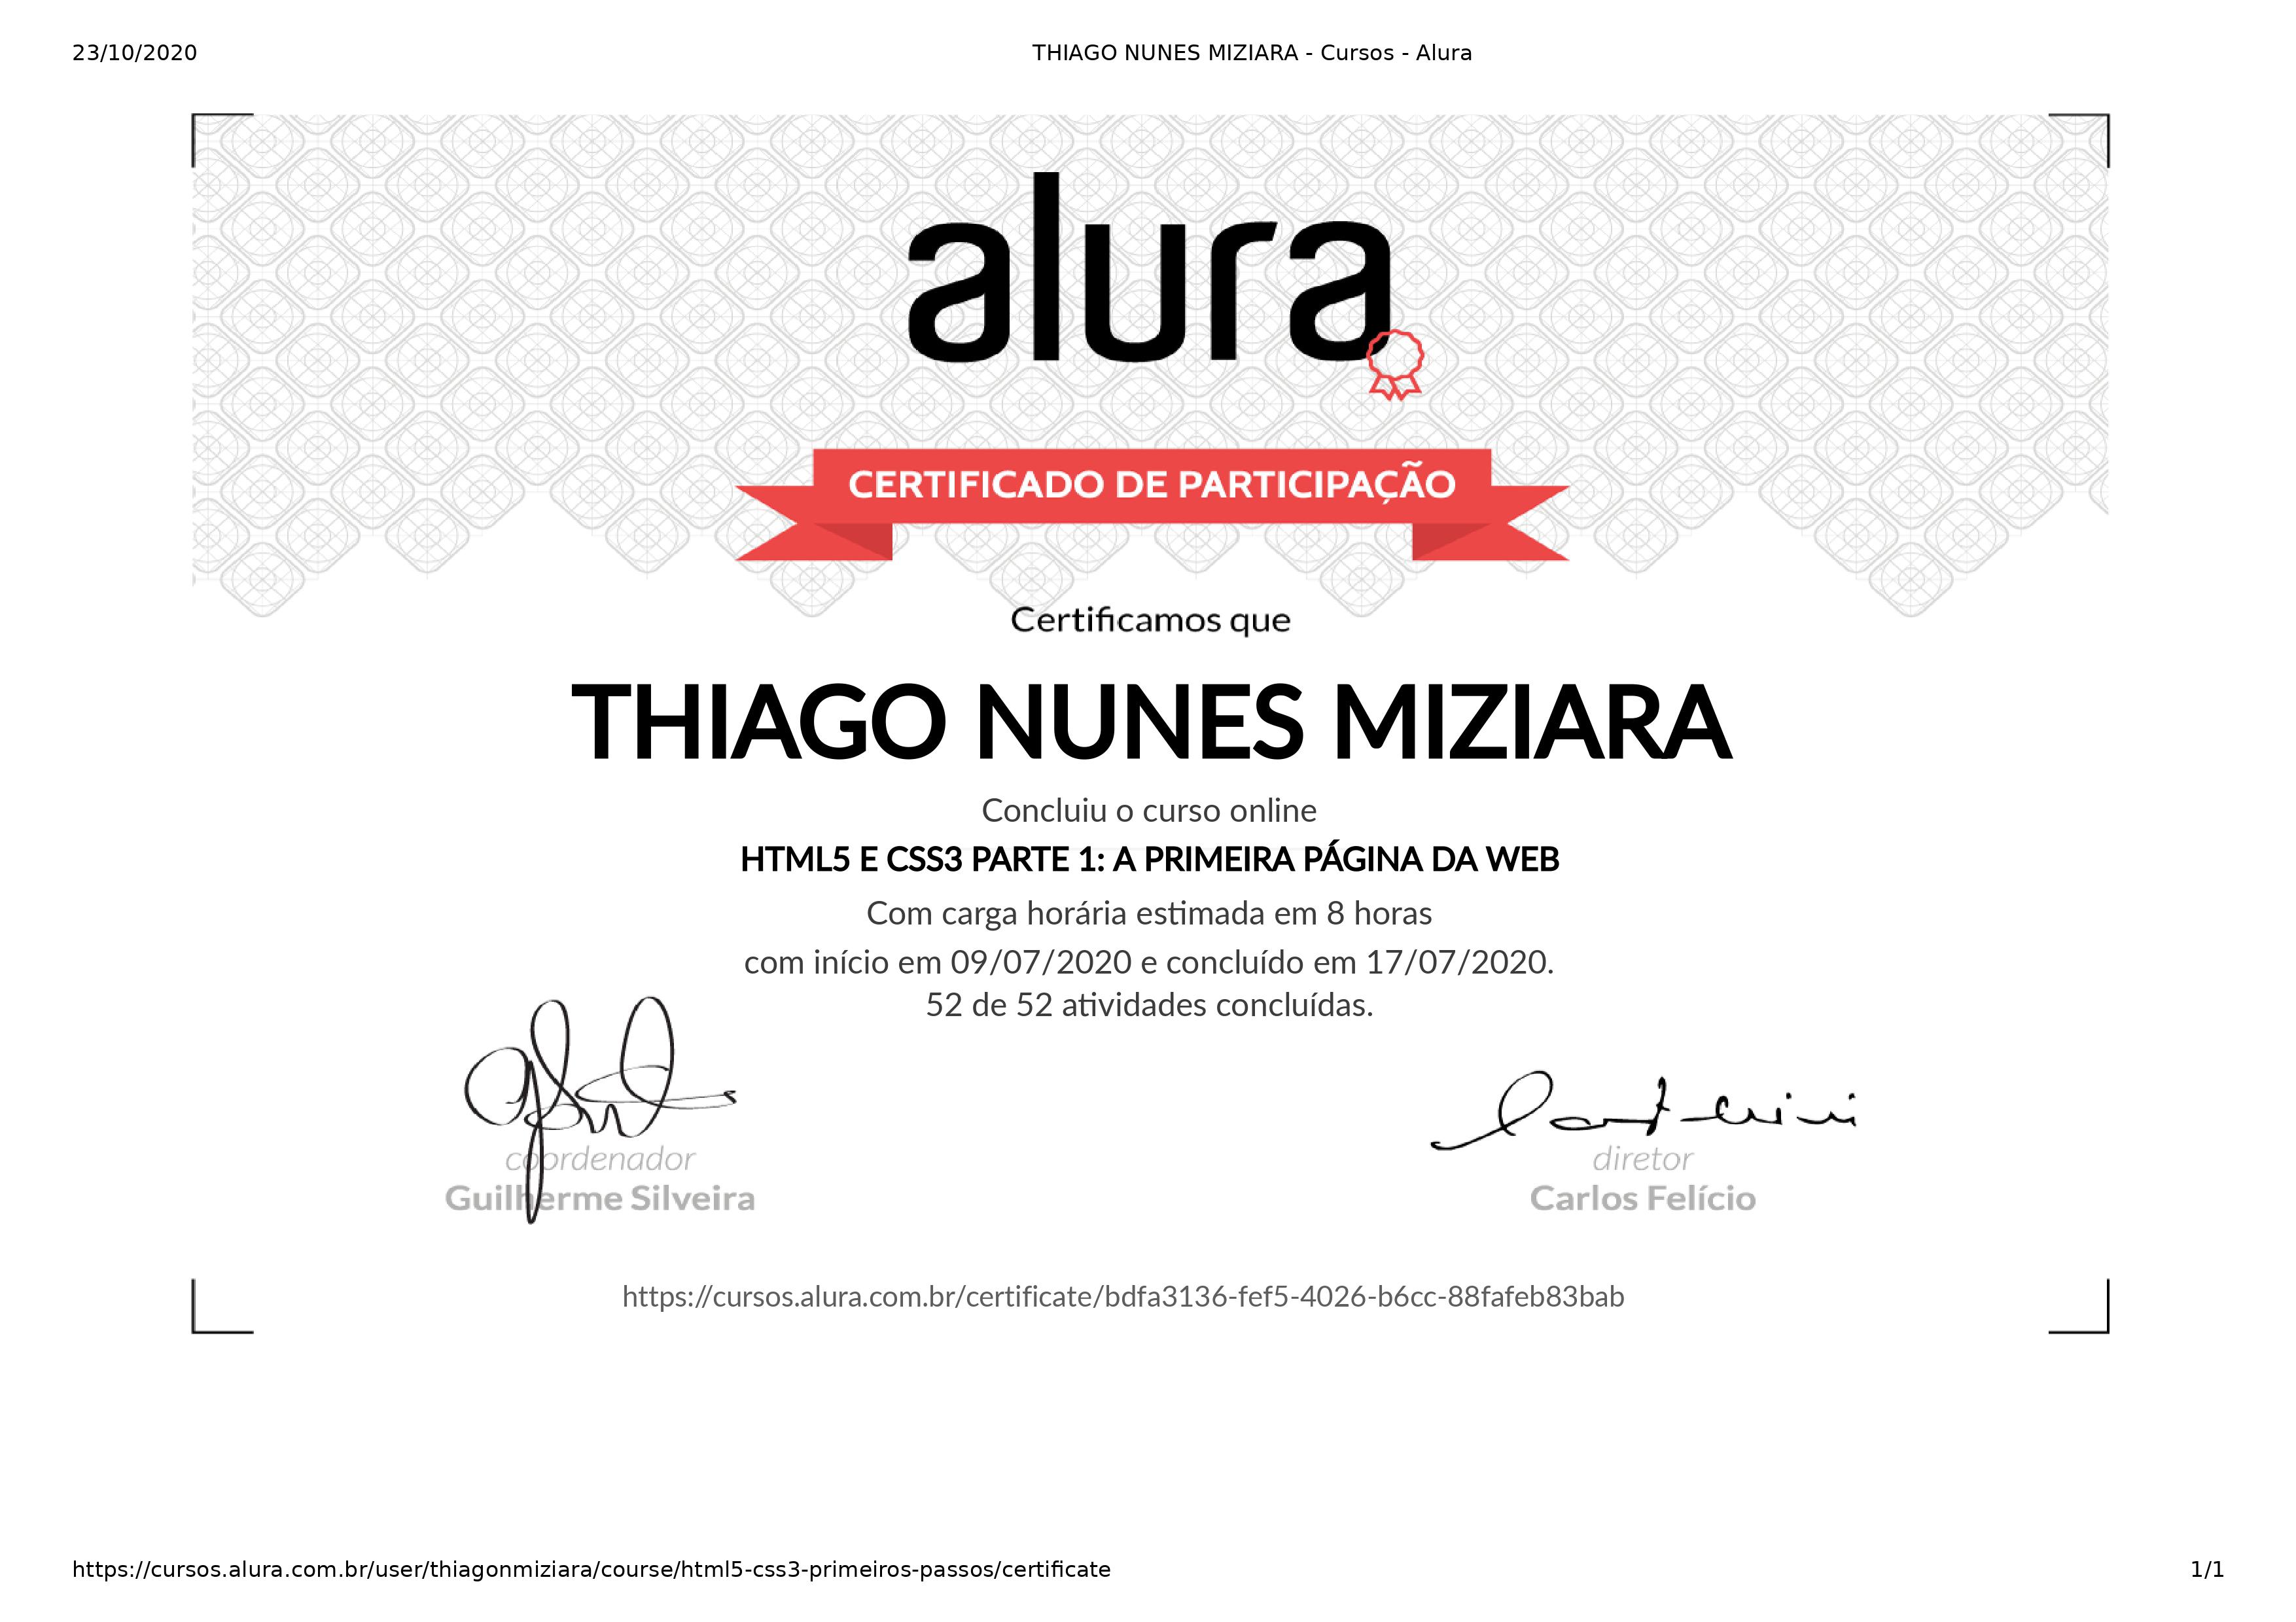 23/10/2020
THIAGO NUNES MIZIARA - Cursos - Alura
alura
CERTIFICADO DE PARTICIPAÇÃO
Certificamos que
THIAGO NUNES MIZIARA
Concluiu o curso online
HTML5 E CSS3 PARTE 1: A PRIMEIRA PÁGINA DA WEB
Com carga horária estimada em 8 horas
com início em 09/07/2020 e concluído em 17/07/2020.
52 de 52 atividades concluídas.
coordenador
Guilherme Silveira
diretor
Carlos Felício
https://cursos.alura.com.br/certificate/bdfa3136-fef5-4026-b6cc-88fafeb83bab
https://cursos.alura.com.br/user/thiagonmiziara/course/html5-css3-primeiros-passos/certificate
1/1